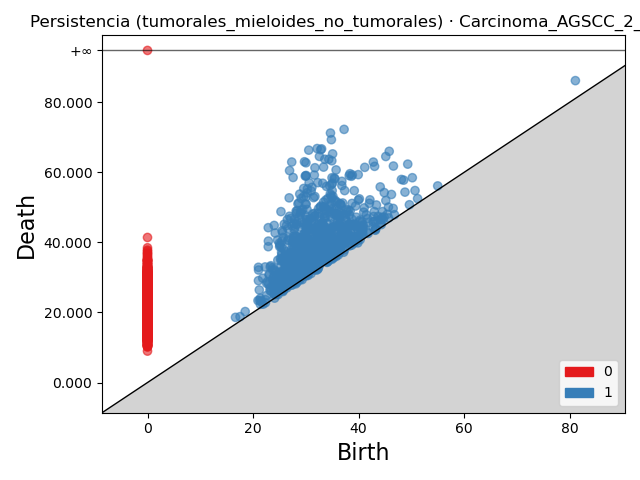 Persistencia (tumorales_mieloides_no_tumorales) · Carcinoma_AGSCC_2_
+∞
80.000
60.000
40.000
20.000
0.000
Death
0 20 40 60 80
Birth
0
1